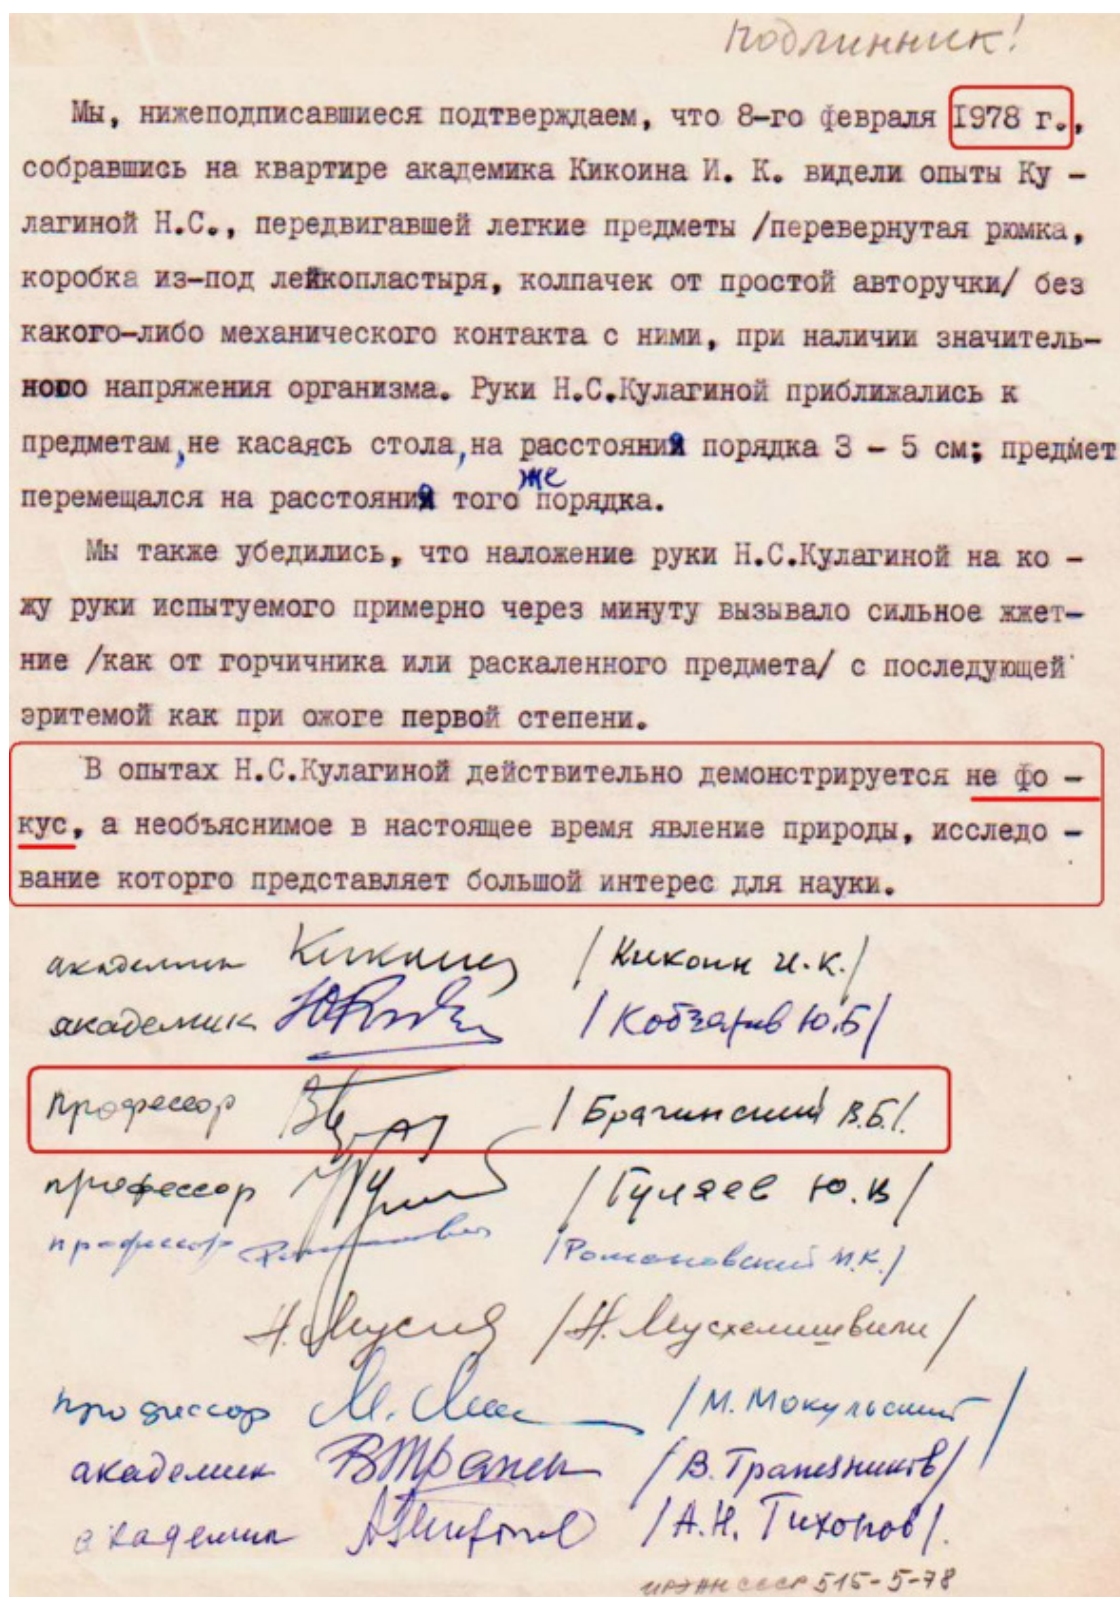 Подлинник!
Мы, нижеподписавшиеся подтверждаем, что 8-го февраля 1978 г.,
собравшись на квартире академика Кикоина И. К. видели опыты Ку –
лагиной Н.С., передвигавшей легкие предметы /перевернутая рюмка,
коробка из-под лейкопластыря, колпачек от простой авторучки/ без
какого-либо механического контакта с ними, при наличии значитель-
ного напряжения организма. Руки Н.С.Кулагиной приближались к
предметам, не касаясь стола, на расстояния порядка 3 – 5 см; предмет
перемещался на расстояния того же порядка.
Мы также убедились, что наложение руки Н.С.Кулагиной на ко –
жу руки испытуемого примерно через минуту вызывало сильное жжет-
ние /как от горчичника или раскаленного предмета/ с последующей
эритемой как при ожоге первой степени.
В опытах Н.С.Кулагиной действительно демонстрируется не фо –
кус, а необъяснимое в настоящее время явление природы, исследо –
вание которго представляет большой интерес для науки.
академик Кикоин /Кикоин И.К./
академик /Кобзарев Ю.Б/
профессор /Брагинский В.Б./
профессор /Гуляев Ю.В/
профессор /Романовский М.К./
Н. /Н. Мусхелишвили/
профессор М. /М. Мокульский/
академик /В. Трапезников/
академик /А.Н. Тихонов/.
ИРЭ АН СССР 515-5-78